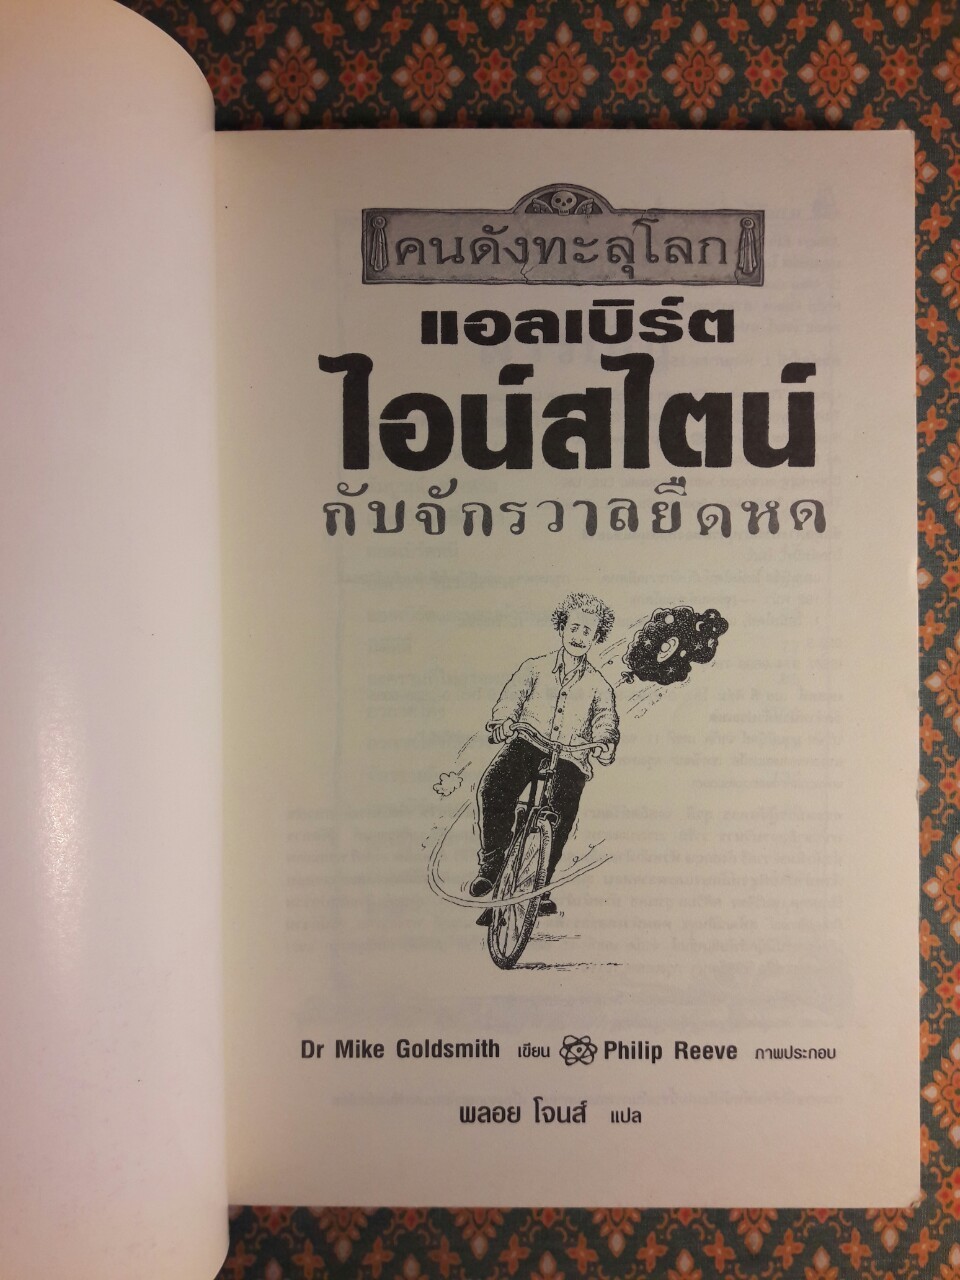 คนดังทะลุโลก
แอลเบิร์ต
ไอน์สไตน์
กับจักรวาลยืดหด
Dr Mike Goldsmith เขียน Philip Reeve ภาพประกอบ
พลอย โจนส์ แปล